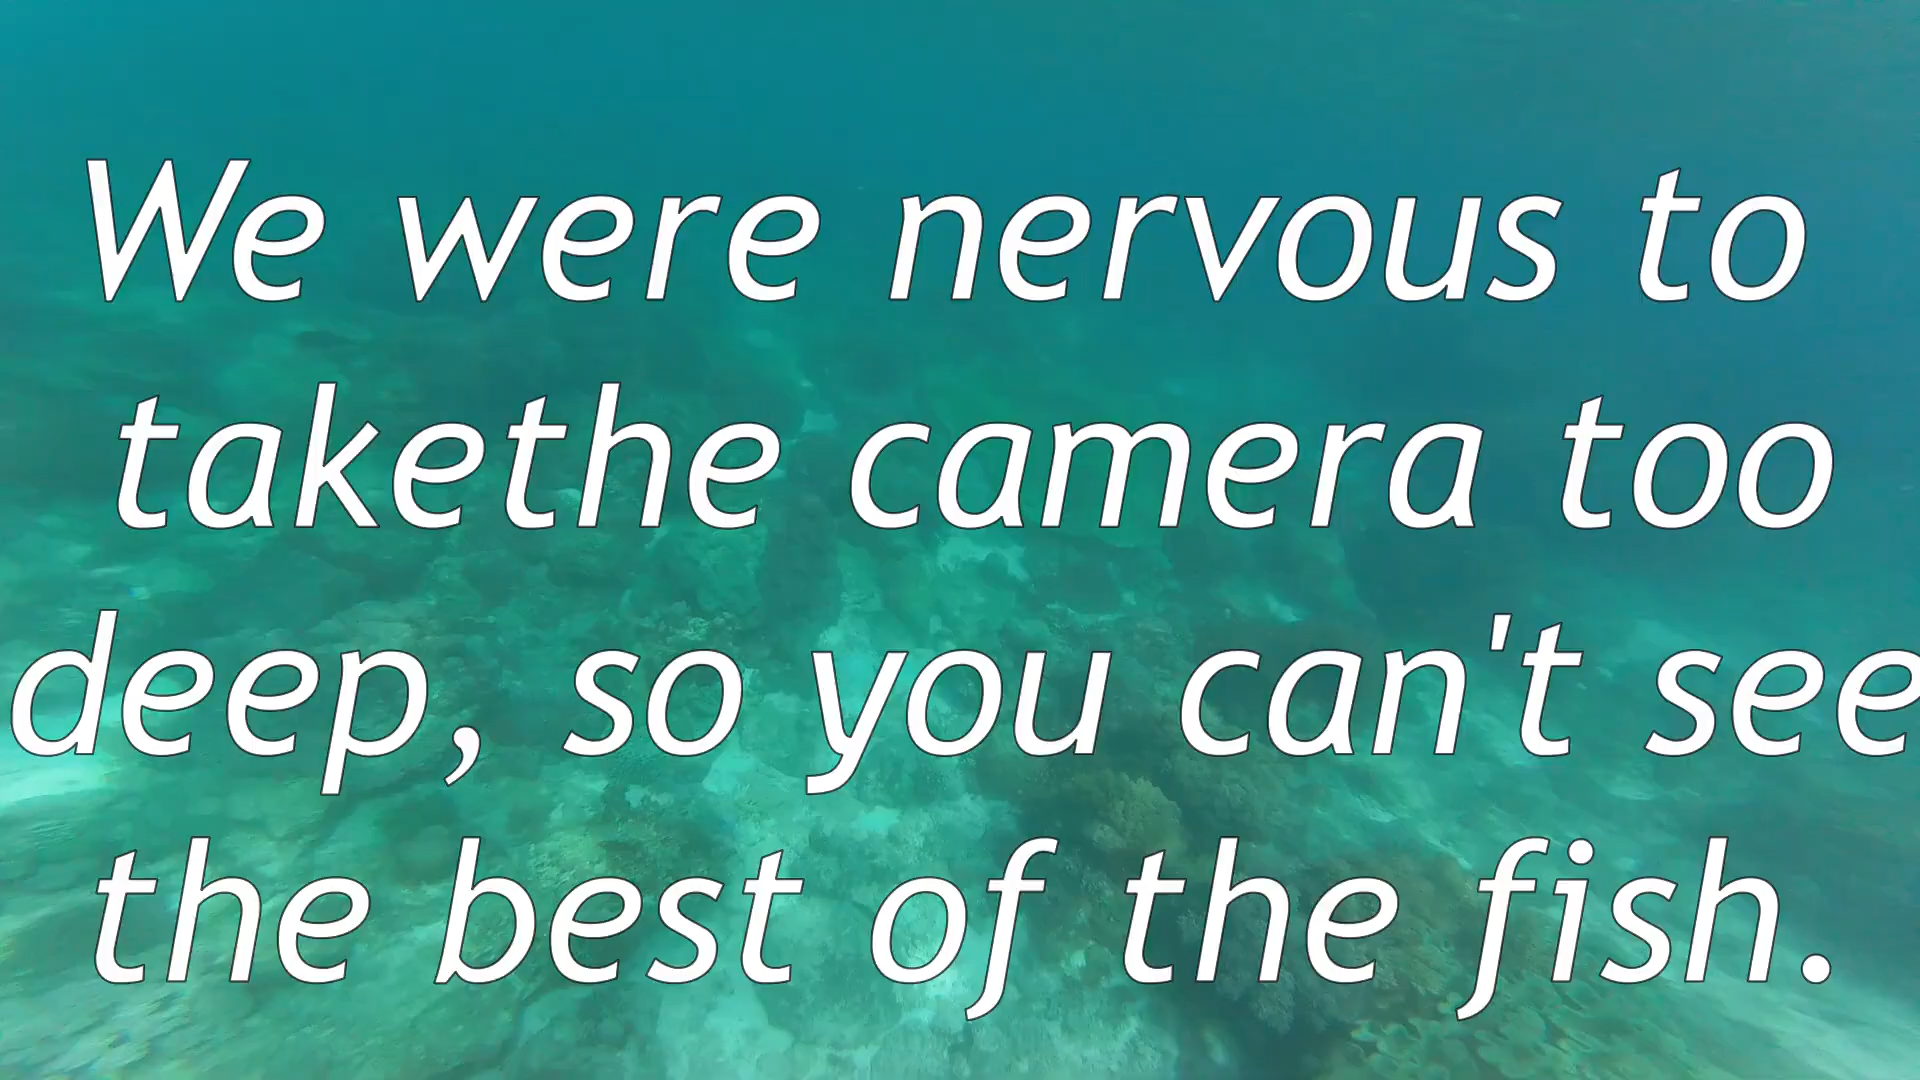 We were nervous to
takethe camera too
deep, so you can't see
the best of the fish.